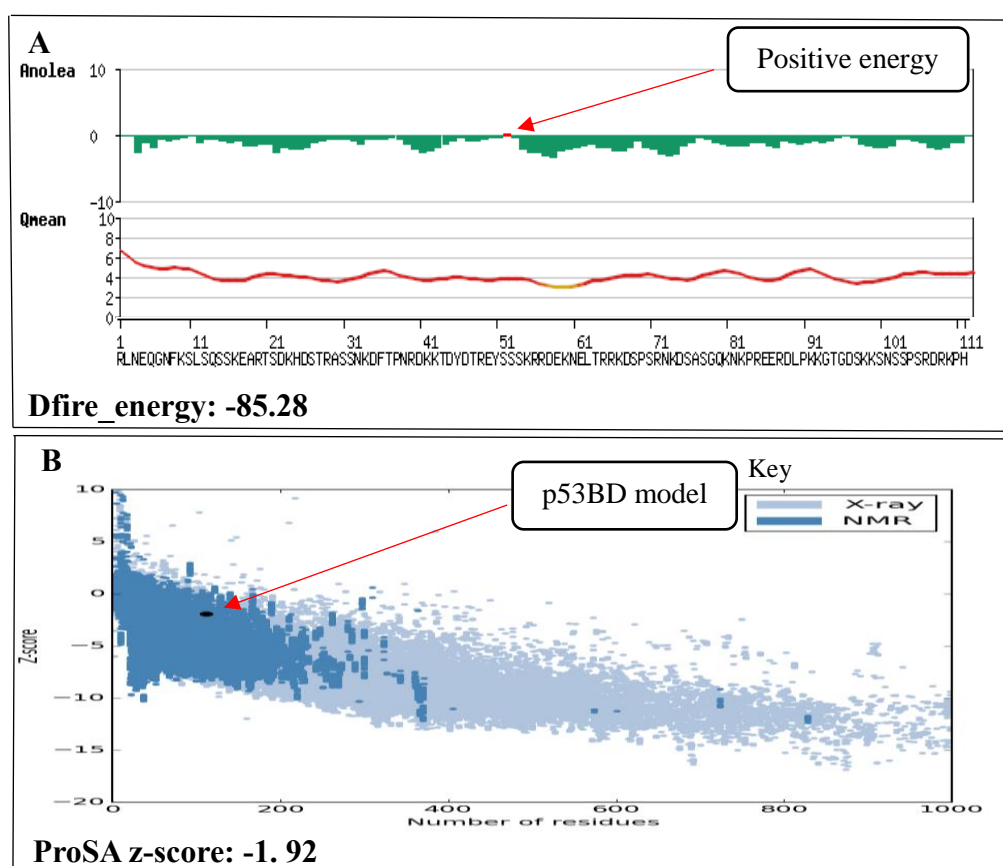 A
Anolea
Positive energy
10
0
-10
Qmean
10
8
6
4
2
0
1 11 21 31 41 51 61 71 81 91 101 111
RLNEQGNFKSLSQSSKEARTSDKHDSTRASSNKDFTPNRDKKTDYDTREYSSSKRRDEKNELTRRKDSPSRNKDSASGQKNKPREERDLPKKGTGDSKKSNSSPSRDRKPH
Dfire_energy: -85.28
B
Key
p53BD model
X-ray
NMR
10
5
0
−5
−10
−15
−20
Z-score
0 200 400 600 800 1000
Number of residues
ProSA z-score: -1. 92